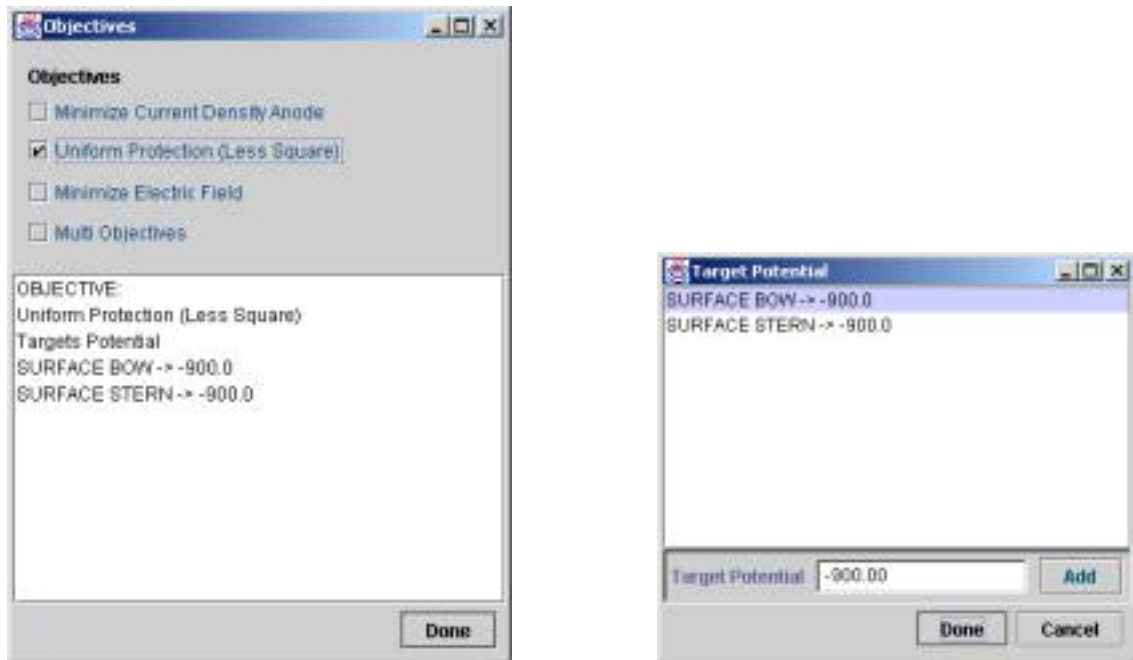 Objectives
Objectives
Minimize Current Density Anode
Uniform Protection (Less Square)
Minimize Electric Field
Multi Objectives
OBJECTIVE:
Uniform Protection (Less Square)
Targets Potential
SURFACE BOW -> -900.0
SURFACE STERN -> -900.0
Done
Target Potential
SURFACE BOW -> -900.0
SURFACE STERN -> -900.0
Target Potential -900.00 Add
Done Cancel